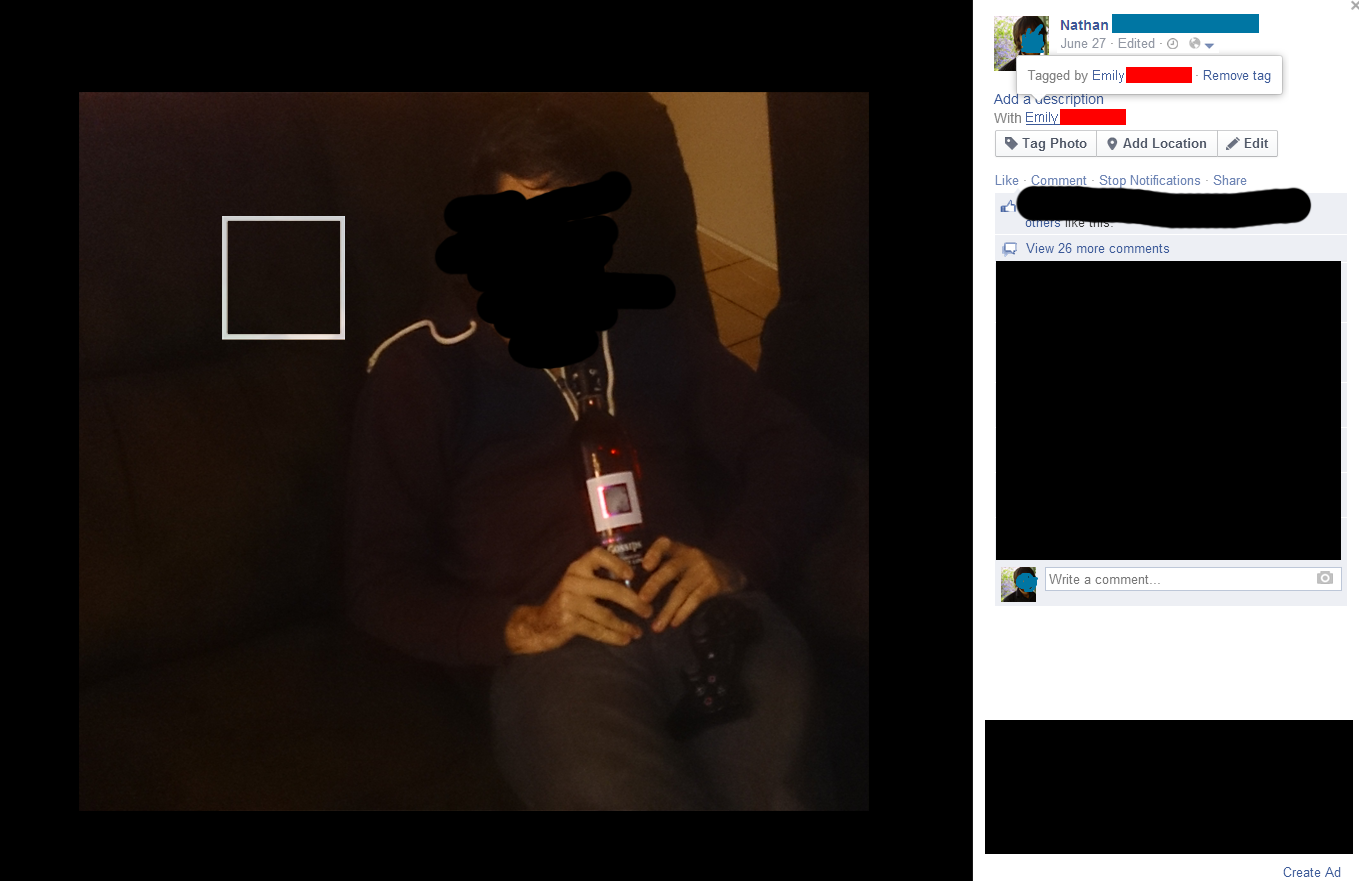 Nathan
June 27 · Edited ·
Tagged by Emily · Remove tag
Add a description
With Emily
Tag Photo Add Location Edit
Like · Comment · Stop Notifications · Share
others like this.
View 26 more comments
Write a comment...
Create Ad